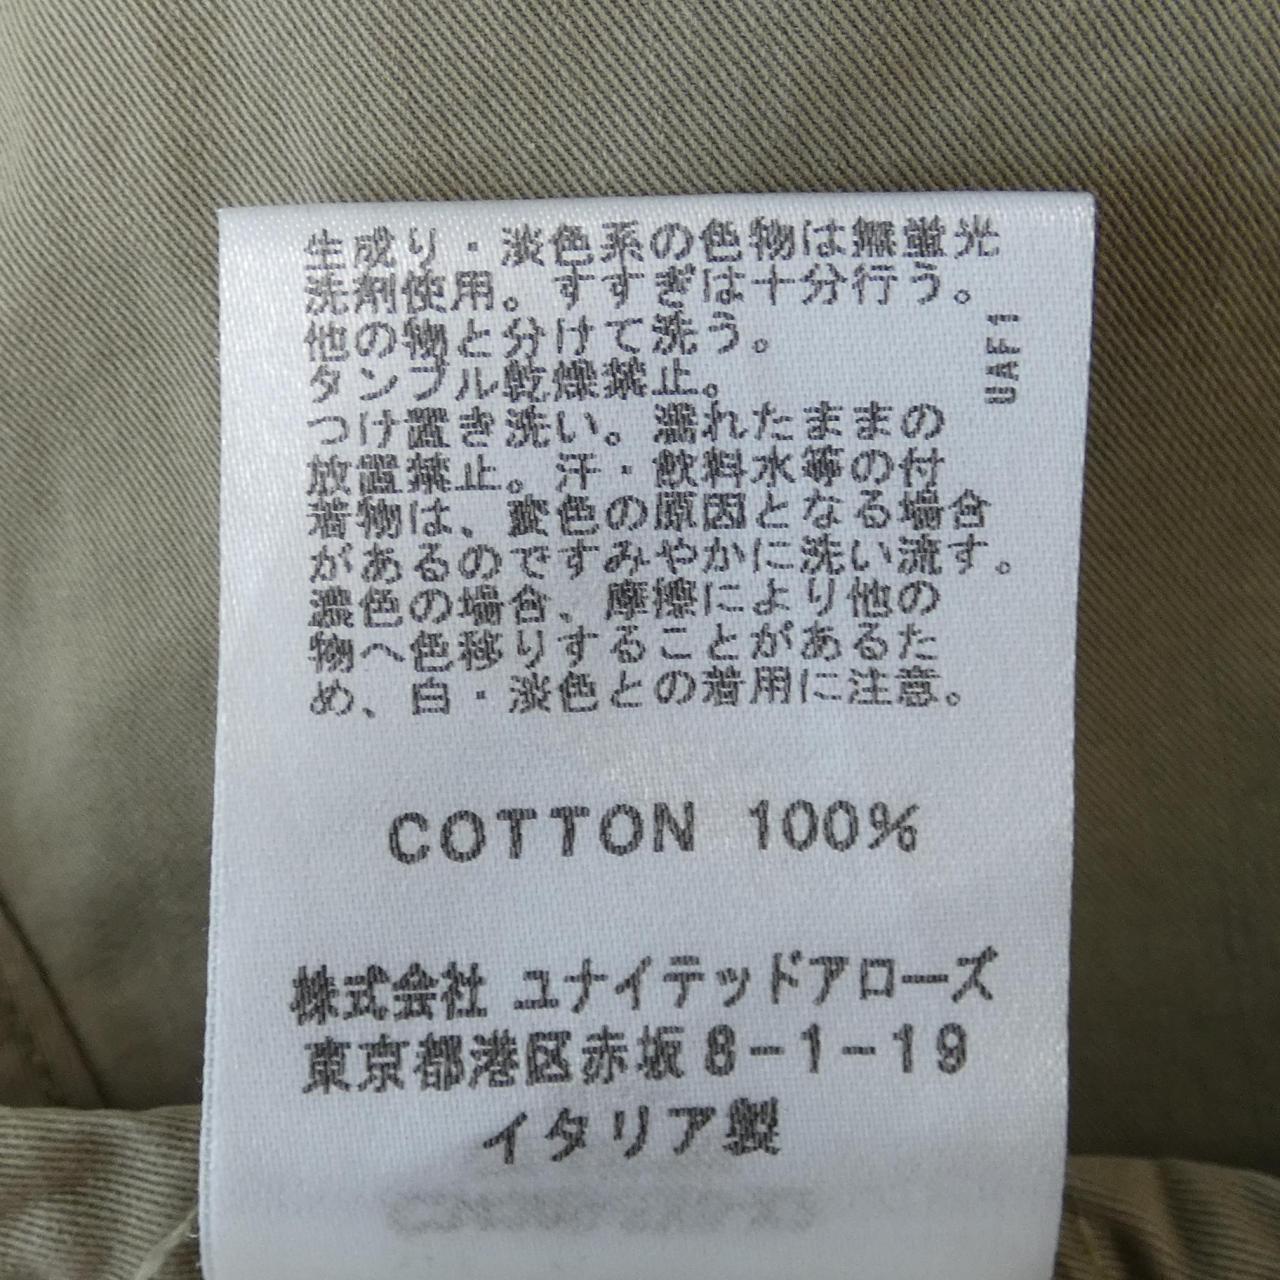 生成り・淡色系の色物は無蛍光
洗剤使用。すすぎは十分行う。
他の物と分けて洗う。
タンブル乾燥禁止。
つけ置き洗い。濡れたままの
放置禁止。汗・飲料水等の付
着物は、変色の原因となる場合
があるのですみやかに洗い流す。
濃色の場合、摩擦により他の
物へ色移りすることがあるた
め、白・淡色との着用に注意。
UAF1
COTTON 100%
株式会社 ユナイテッドアローズ
東京都港区赤坂8-1-19
イタリア製